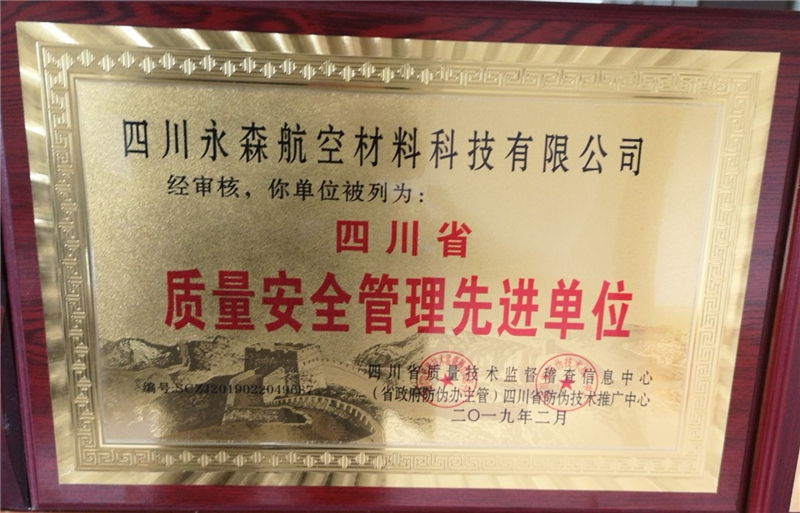 四川永森航空材料科技有限公司
经审核，你单位被列为：
四川省
质量安全管理先进单位
四川省质量技术监督稽查信息中心
（省政府防伪办主管）四川省防伪技术推广中心
编号:SCZJ2019022049687
二〇一九年二月